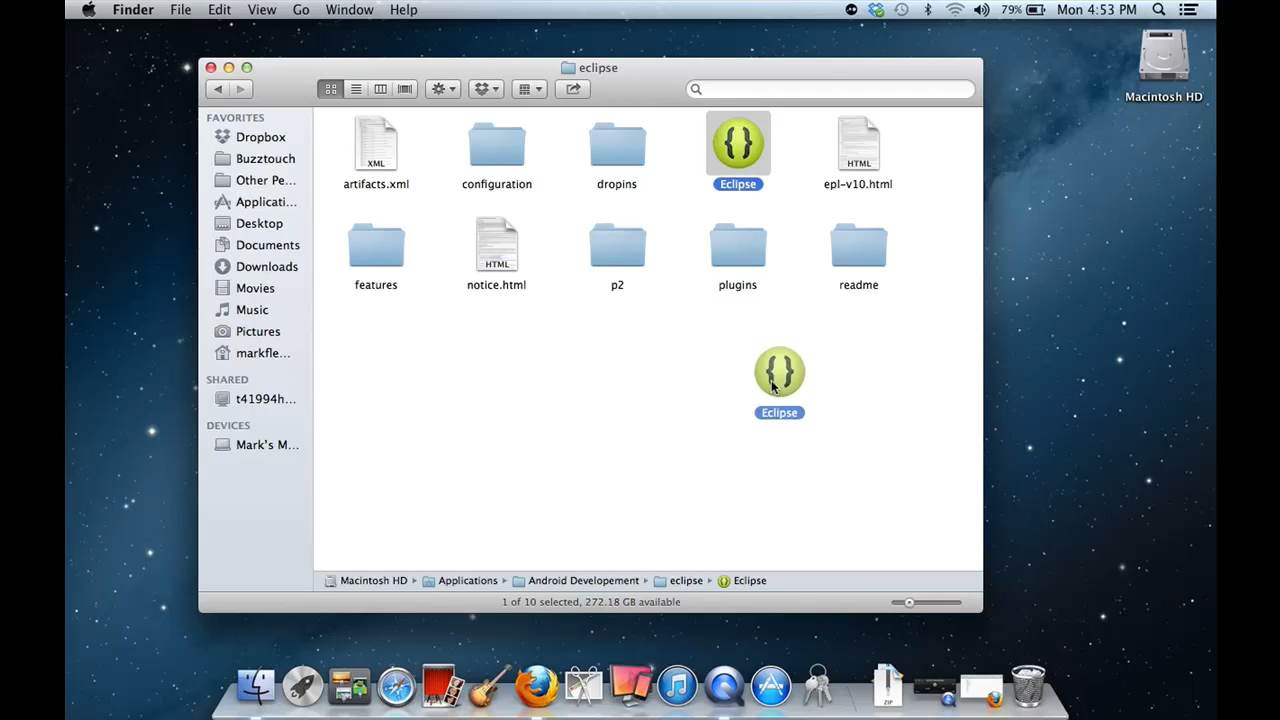 Finder File Edit View Go Window Help 79% Mon 4:53 PM
Macintosh HD
eclipse
FAVORITES
Dropbox
Buzztouch
Other Pe...
Applicati...
Desktop
Documents
Downloads
Movies
Music
Pictures
markfle...
SHARED
t41994h...
DEVICES
Mark's M...
XML
HTML
artifacts.xml configuration dropins Eclipse epl-v10.html
HTML
features notice.html p2 plugins readme
Eclipse
Macintosh HD Applications Android Developement eclipse Eclipse
1 of 10 selected, 272.18 GB available
ZIP